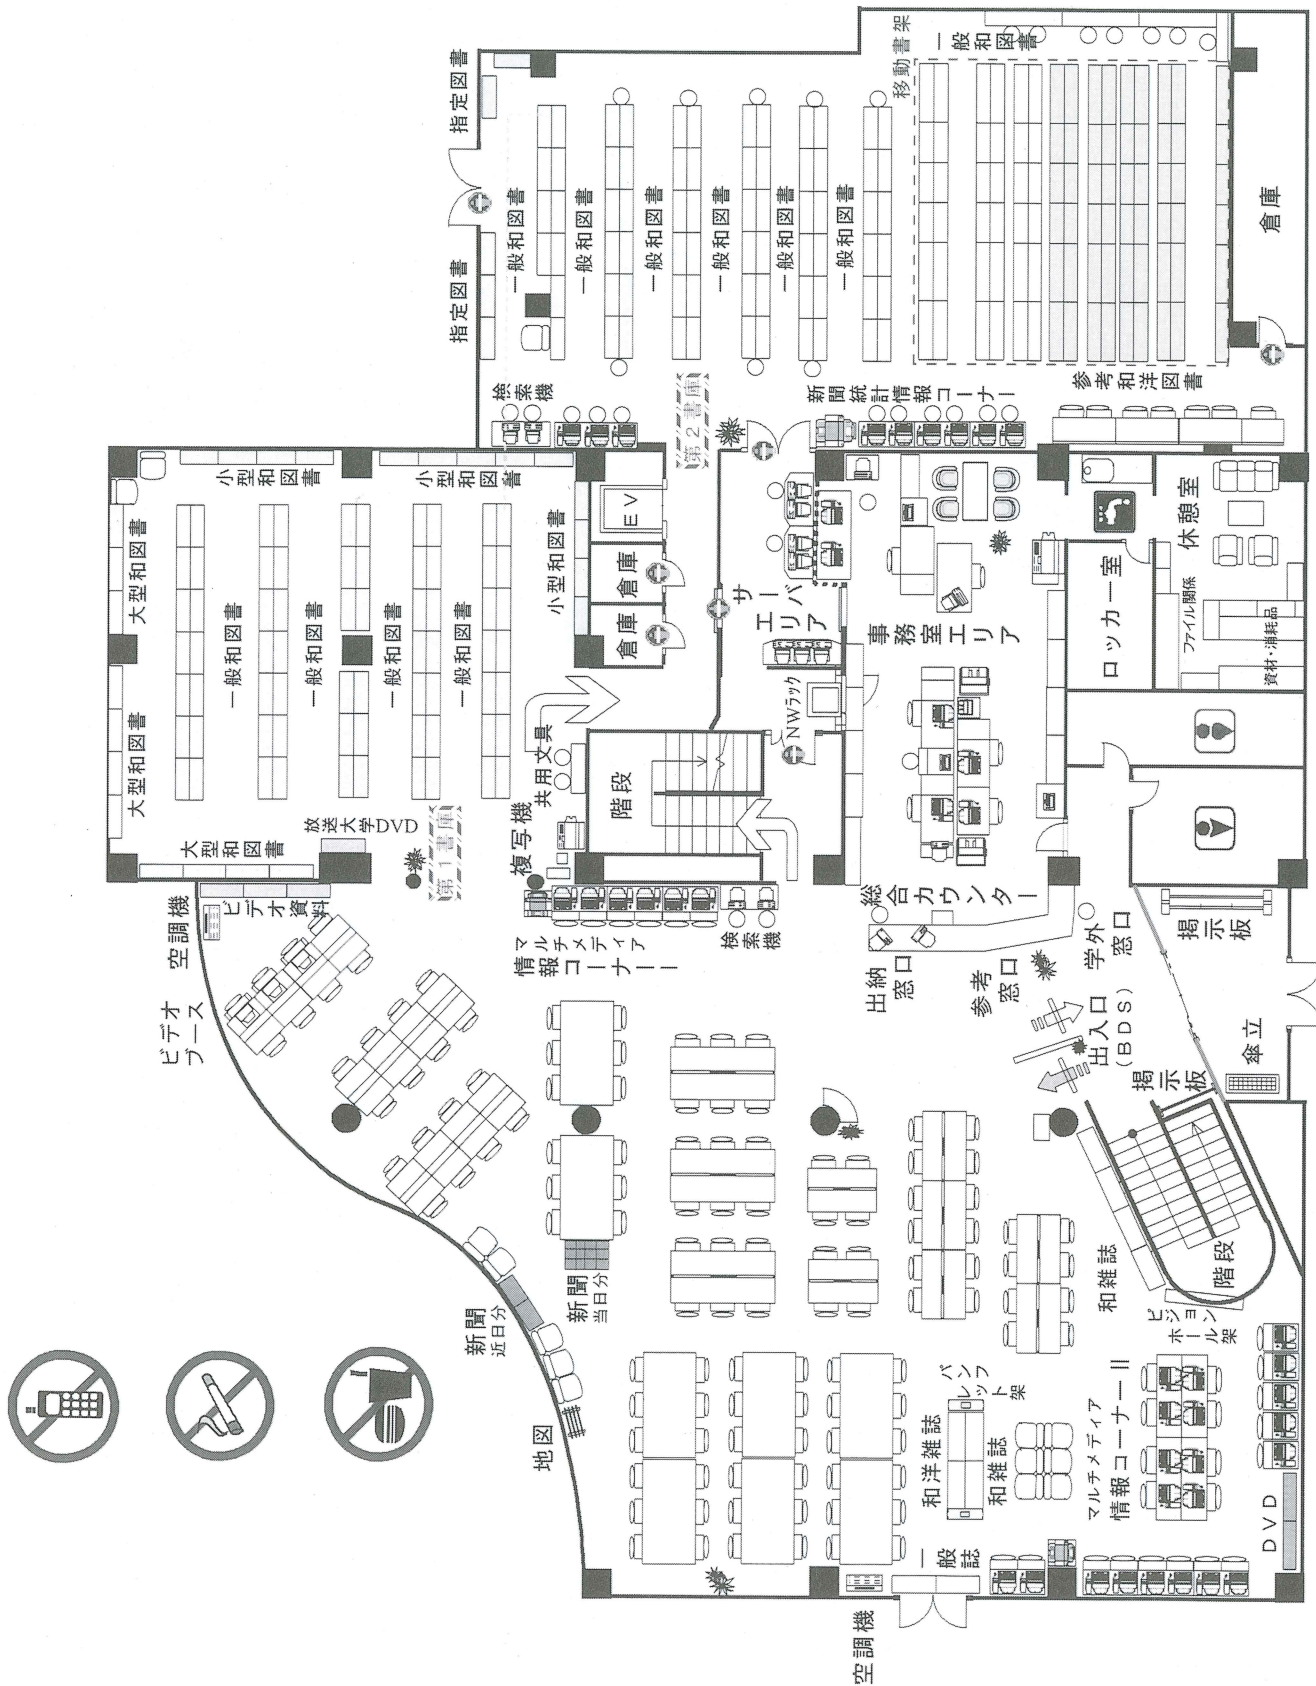 指定図書
指定図書
一般和図書
一般和図書
一般和図書
一般和図書
一般和図書
一般和図書
移動書架
一般和図書
倉庫
検索機
第2書庫
新聞統計情報コーナー
参考和洋図書
小型和図書
小型和図書
小型和図書
大型和図書
大型和図書
大型和図書
一般和図書
一般和図書
一般和図書
一般和図書
放送大学DVD
第1書庫
EV
倉庫
倉庫
サーバ
エリア
NWラック
事務室エリア
ロッカー室
休憩室
ファイル関係
資材・消耗品
共用文具
複写機
階段
空調機
ビデオ資料
ビデオ
ブース
マルチメディア
情報コーナーI
検索機
総合カウンター
出納
窓口
参考
窓口
学外
窓口
掲示板
出入口
(BDS)
掲示板
傘立
階段
新聞
近日分
新聞
当日分
地図
和雑誌
ビジョン
ホール架
パンフ
レット架
和洋雑誌
和雑誌
マルチメディア
情報コーナーII
一般誌
DVD
空調機